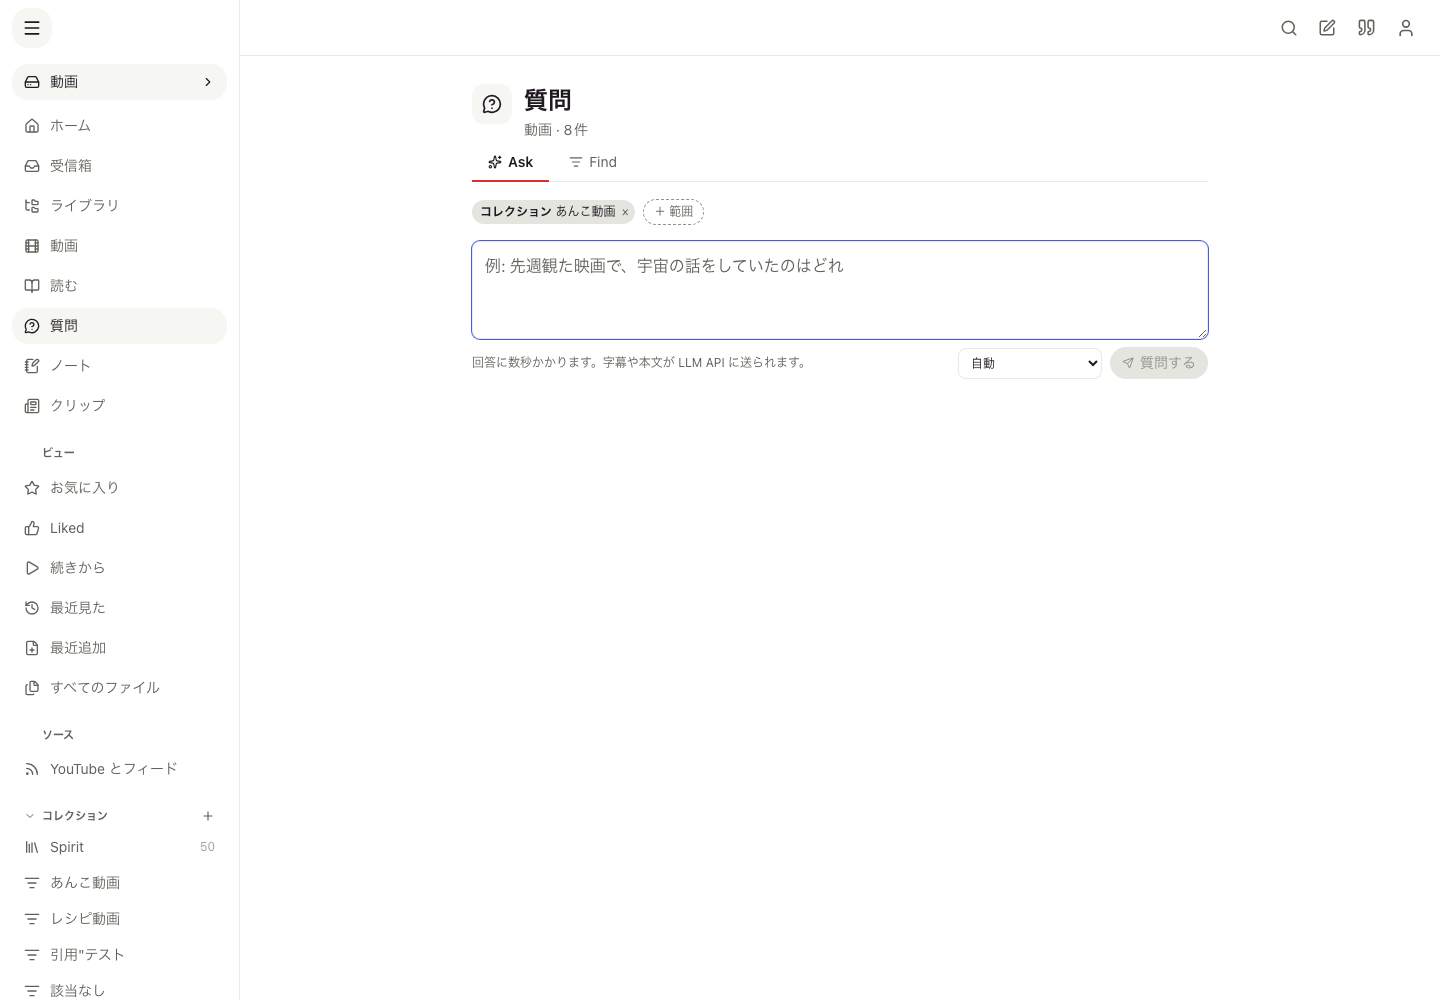 動画
ホーム
受信箱
ライブラリ
動画
読む
質問
ノート
クリップ
ビュー
お気に入り
Liked
続きから
最近見た
最近追加
すべてのファイル
ソース
YouTube とフィード
コレクション
Spirit 50
あんこ動画
レシピ動画
引用"テスト
該当なし
質問
動画 · 8件
Ask Find
コレクション あんこ動画 × + 範囲
例: 先週観た映画で、宇宙の話をしていたのはどれ
回答に数秒かかります。字幕や本文が LLM API に送られます。 自動 質問する